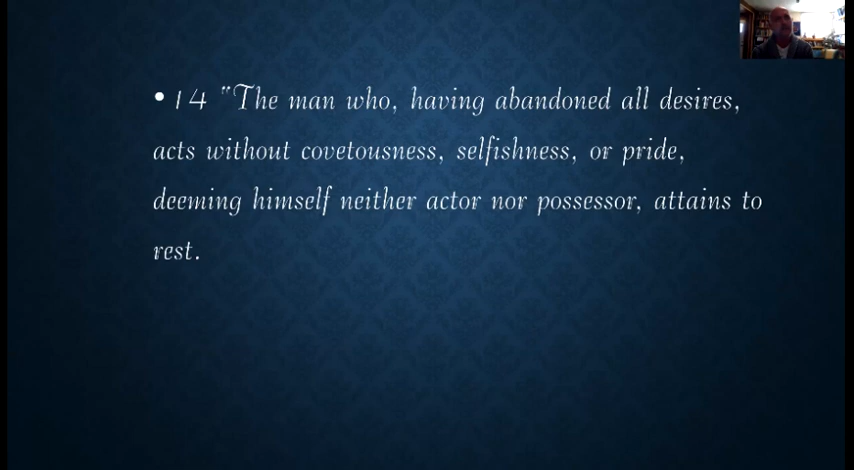 • 14 "The man who, having abandoned all desires,
acts without covetousness, selfishness, or pride,
deeming himself neither actor nor possessor, attains to
rest.